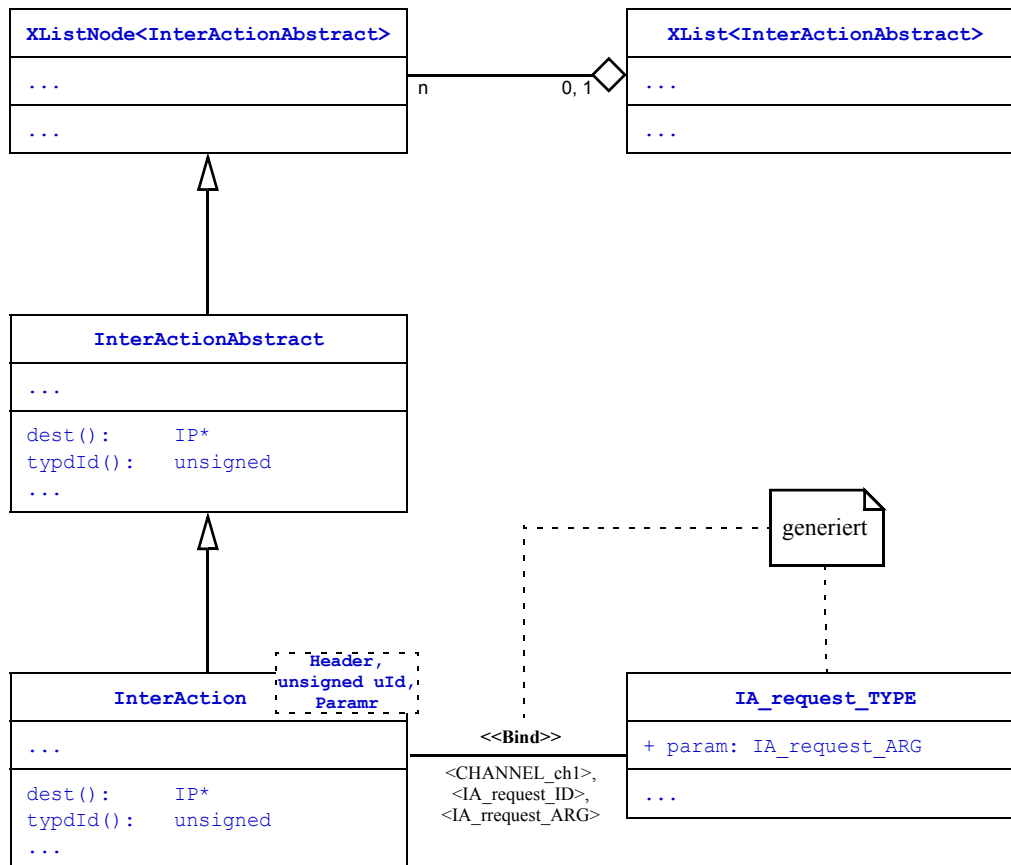 XListNode<InterActionAbstract>
...
...
n
0, 1
XList<InterActionAbstract>
...
...
InterActionAbstract
...
dest(): IP*
typdId(): unsigned
...
generiert
Header,
unsigned uId,
Paramr
InterAction
...
dest(): IP*
typdId(): unsigned
...
<<Bind>>
<CHANNEL_ch1>,
<IA_request_ID>,
<IA_rrequest_ARG>
IA_request_TYPE
+ param: IA_request_ARG
...